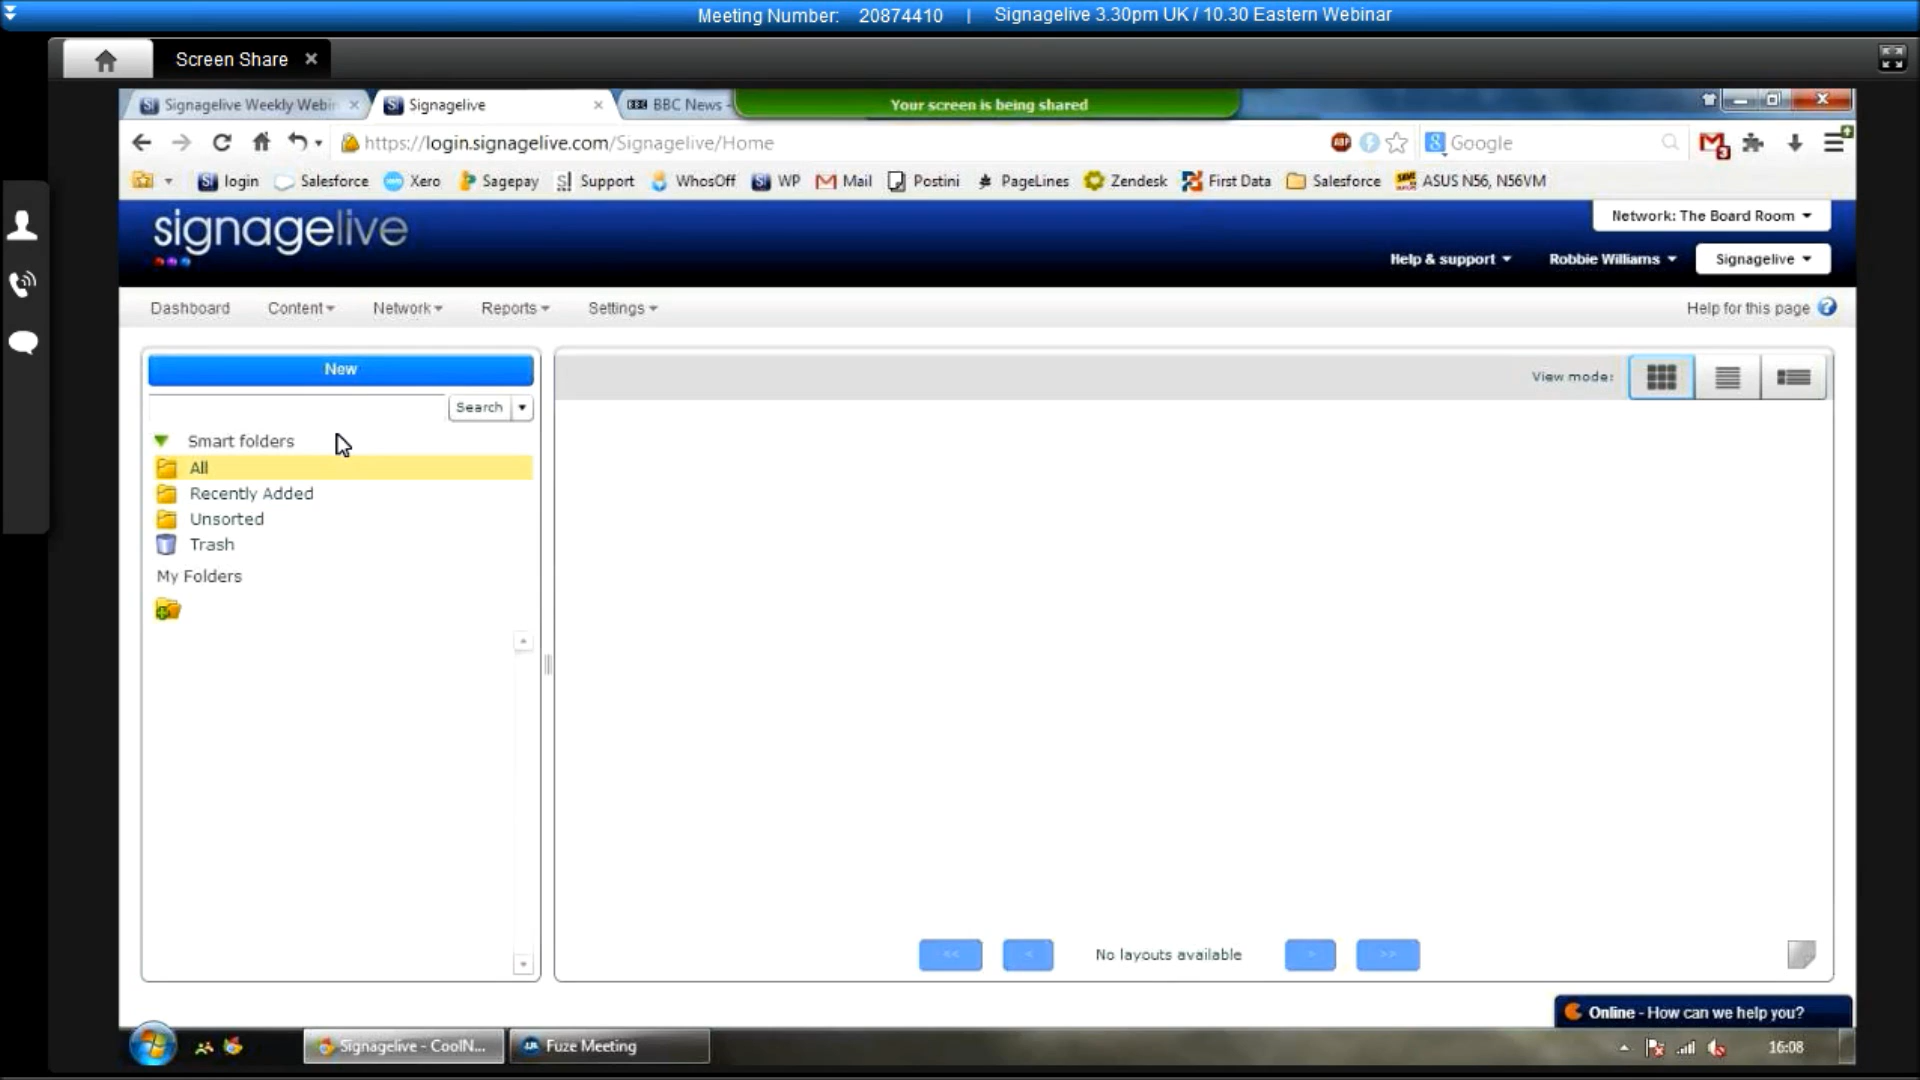 Meeting Number: 20874410 | Signagelive 3.30pm UK / 10.30 Eastern Webinar
Screen Share
Signagelive Weekly Webin
Signagelive
BBC News -
Your screen is being shared
https://login.signagelive.com/Signagelive/Home
Google
login Salesforce Xero Sagepay Support WhosOff WP Mail Postini PageLines Zendesk First Data Salesforce ASUS N56, N56VM
signagelive
Network: The Board Room
Help & support Robbie Williams Signagelive
Dashboard Content Network Reports Settings Help for this page
New
View mode:
Search
Smart folders
All
Recently Added
Unsorted
Trash
My Folders
<< < No layouts available > >>
Online - How can we help you?
Signagelive - CoolN... Fuze Meeting 16:08